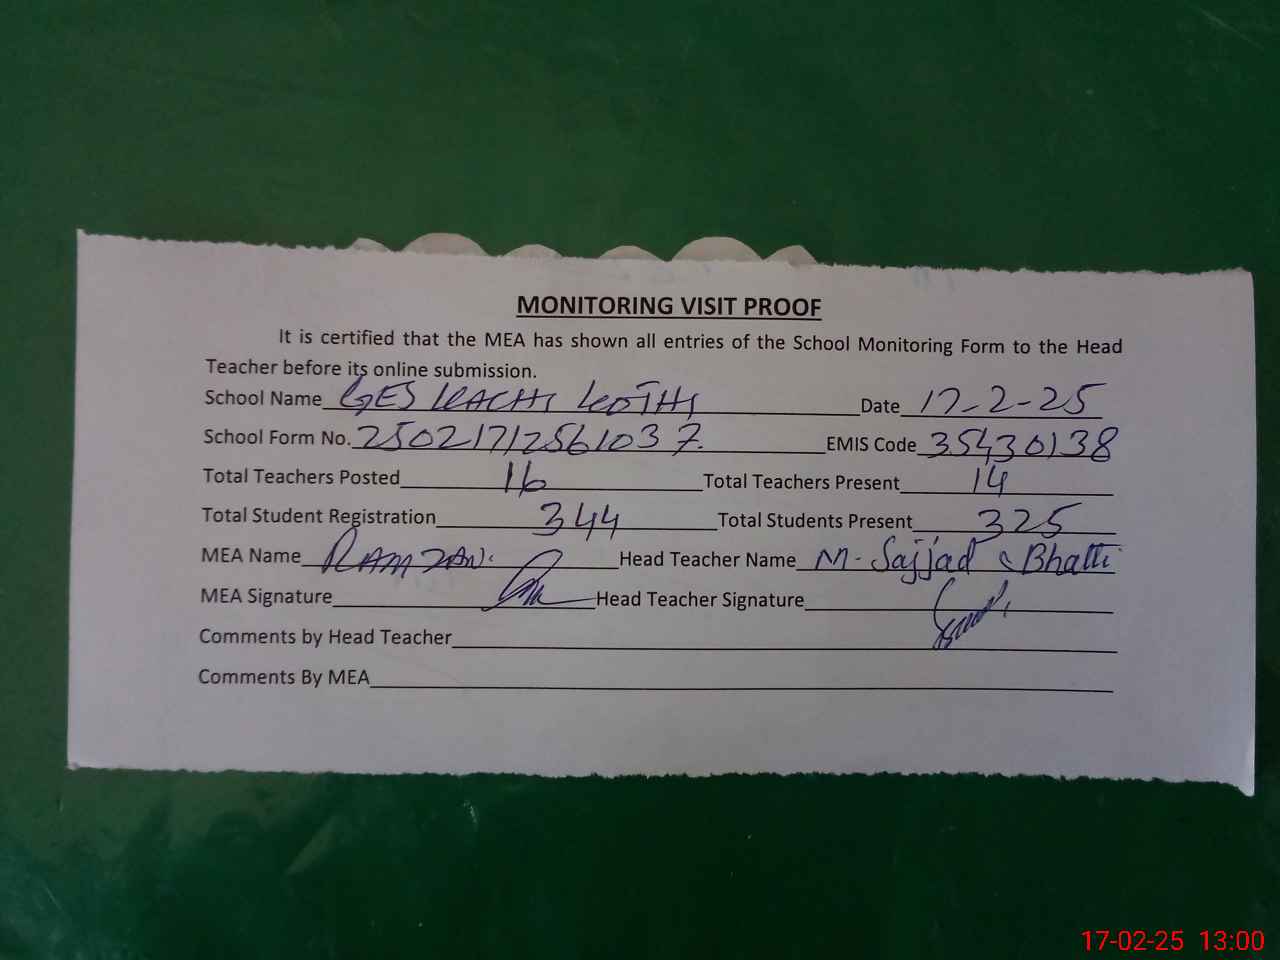 MONITORING VISIT PROOF
It is certified that the MEA has shown all entries of the School Monitoring Form to the Head
Teacher before its online submission.
School Name GES KACHI KOTHI Date 17-2-25
School Form No. 25021712561037 EMIS Code 35430138
Total Teachers Posted 16 Total Teachers Present 14
Total Student Registration 344 Total Students Present 325
MEA Name RAMZAN. Head Teacher Name M. Sajjad Bhatti
MEA Signature Head Teacher Signature
Comments by Head Teacher
Comments By MEA
17-02-25 13:00